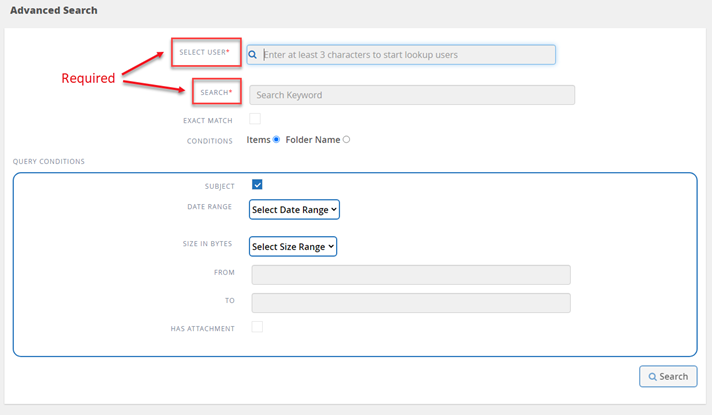 Advanced Search
SELECT USER*
Enter at least 3 characters to start lookup users
Required
SEARCH*
Search Keyword
EXACT MATCH
CONDITIONS
Items
Folder Name
QUERY CONDITIONS
SUBJECT
DATE RANGE
Select Date Range
SIZE IN BYTES
Select Size Range
FROM
TO
HAS ATTACHMENT
Search